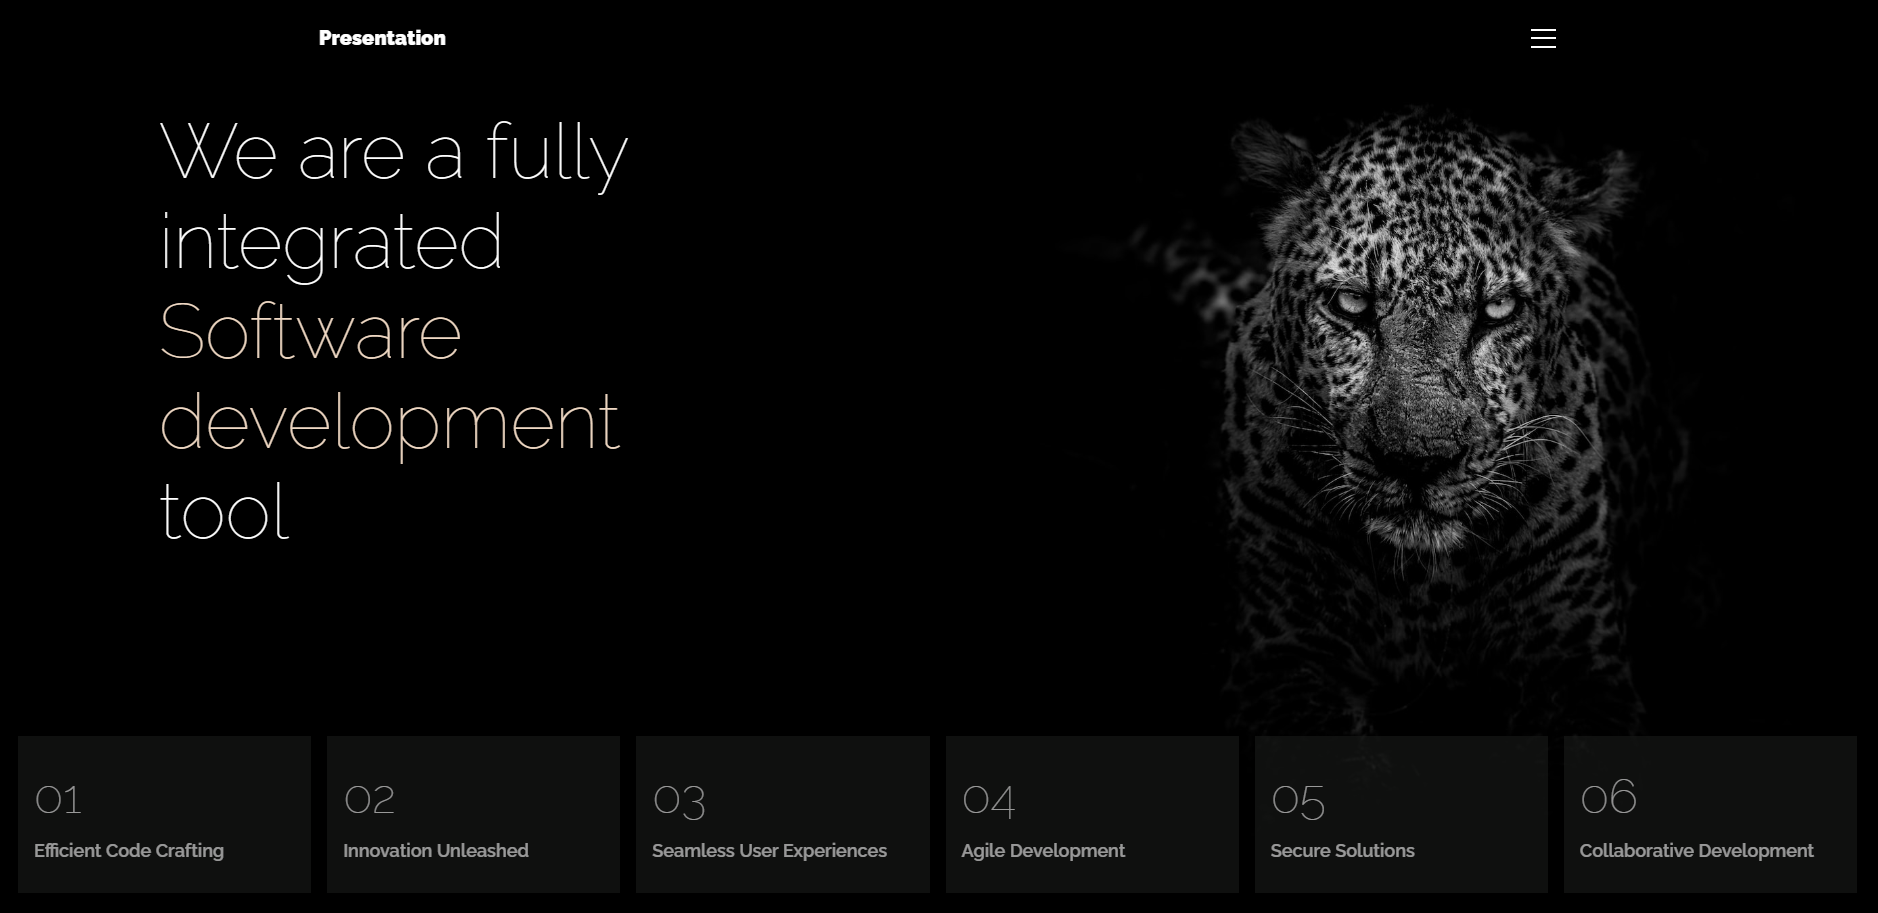 Presentation
We are a fully
integrated
Software
development
tool
01
Efficient Code Crafting
02
Innovation Unleashed
03
Seamless User Experiences
04
Agile Development
05
Secure Solutions
06
Collaborative Development